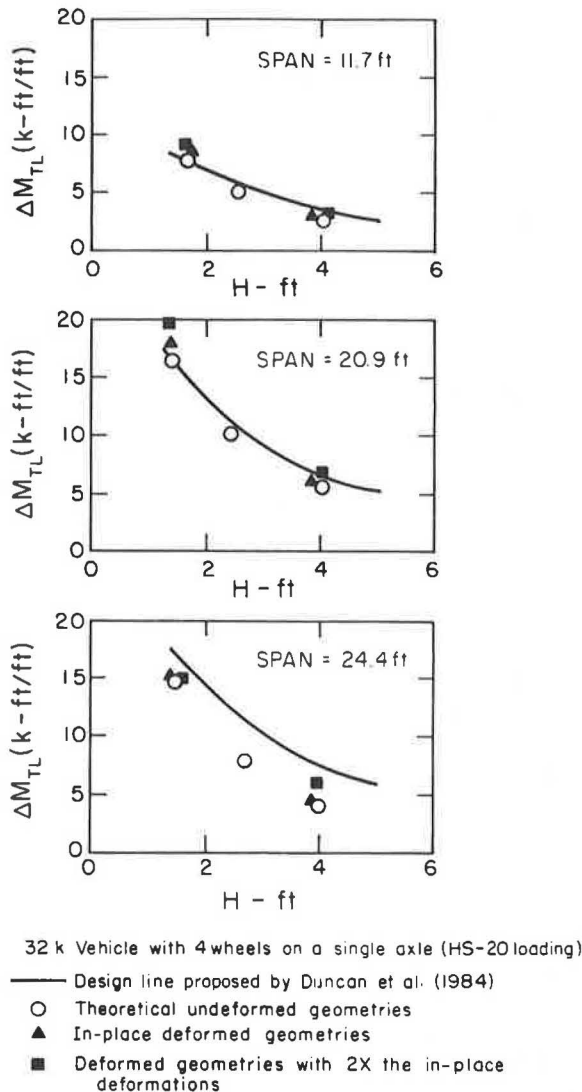 20
15
10
5
0
ΔM_TL (k-ft/ft)
SPAN = 11.7 ft
0 2 4 6
H - ft
20
15
10
5
0
ΔM_TL (k-ft/ft)
SPAN = 20.9 ft
0 2 4 6
H - ft
20
15
10
5
0
ΔM_TL (k-ft/ft)
SPAN = 24.4 ft
0 2 4 6
H - ft
32 k Vehicle with 4 wheels on a single axle (HS-20 loading)
Design line proposed by Duncan et al. (1984)
Theoretical undeformed geometries
In-place deformed geometries
Deformed geometries with 2X the in-place
deformations